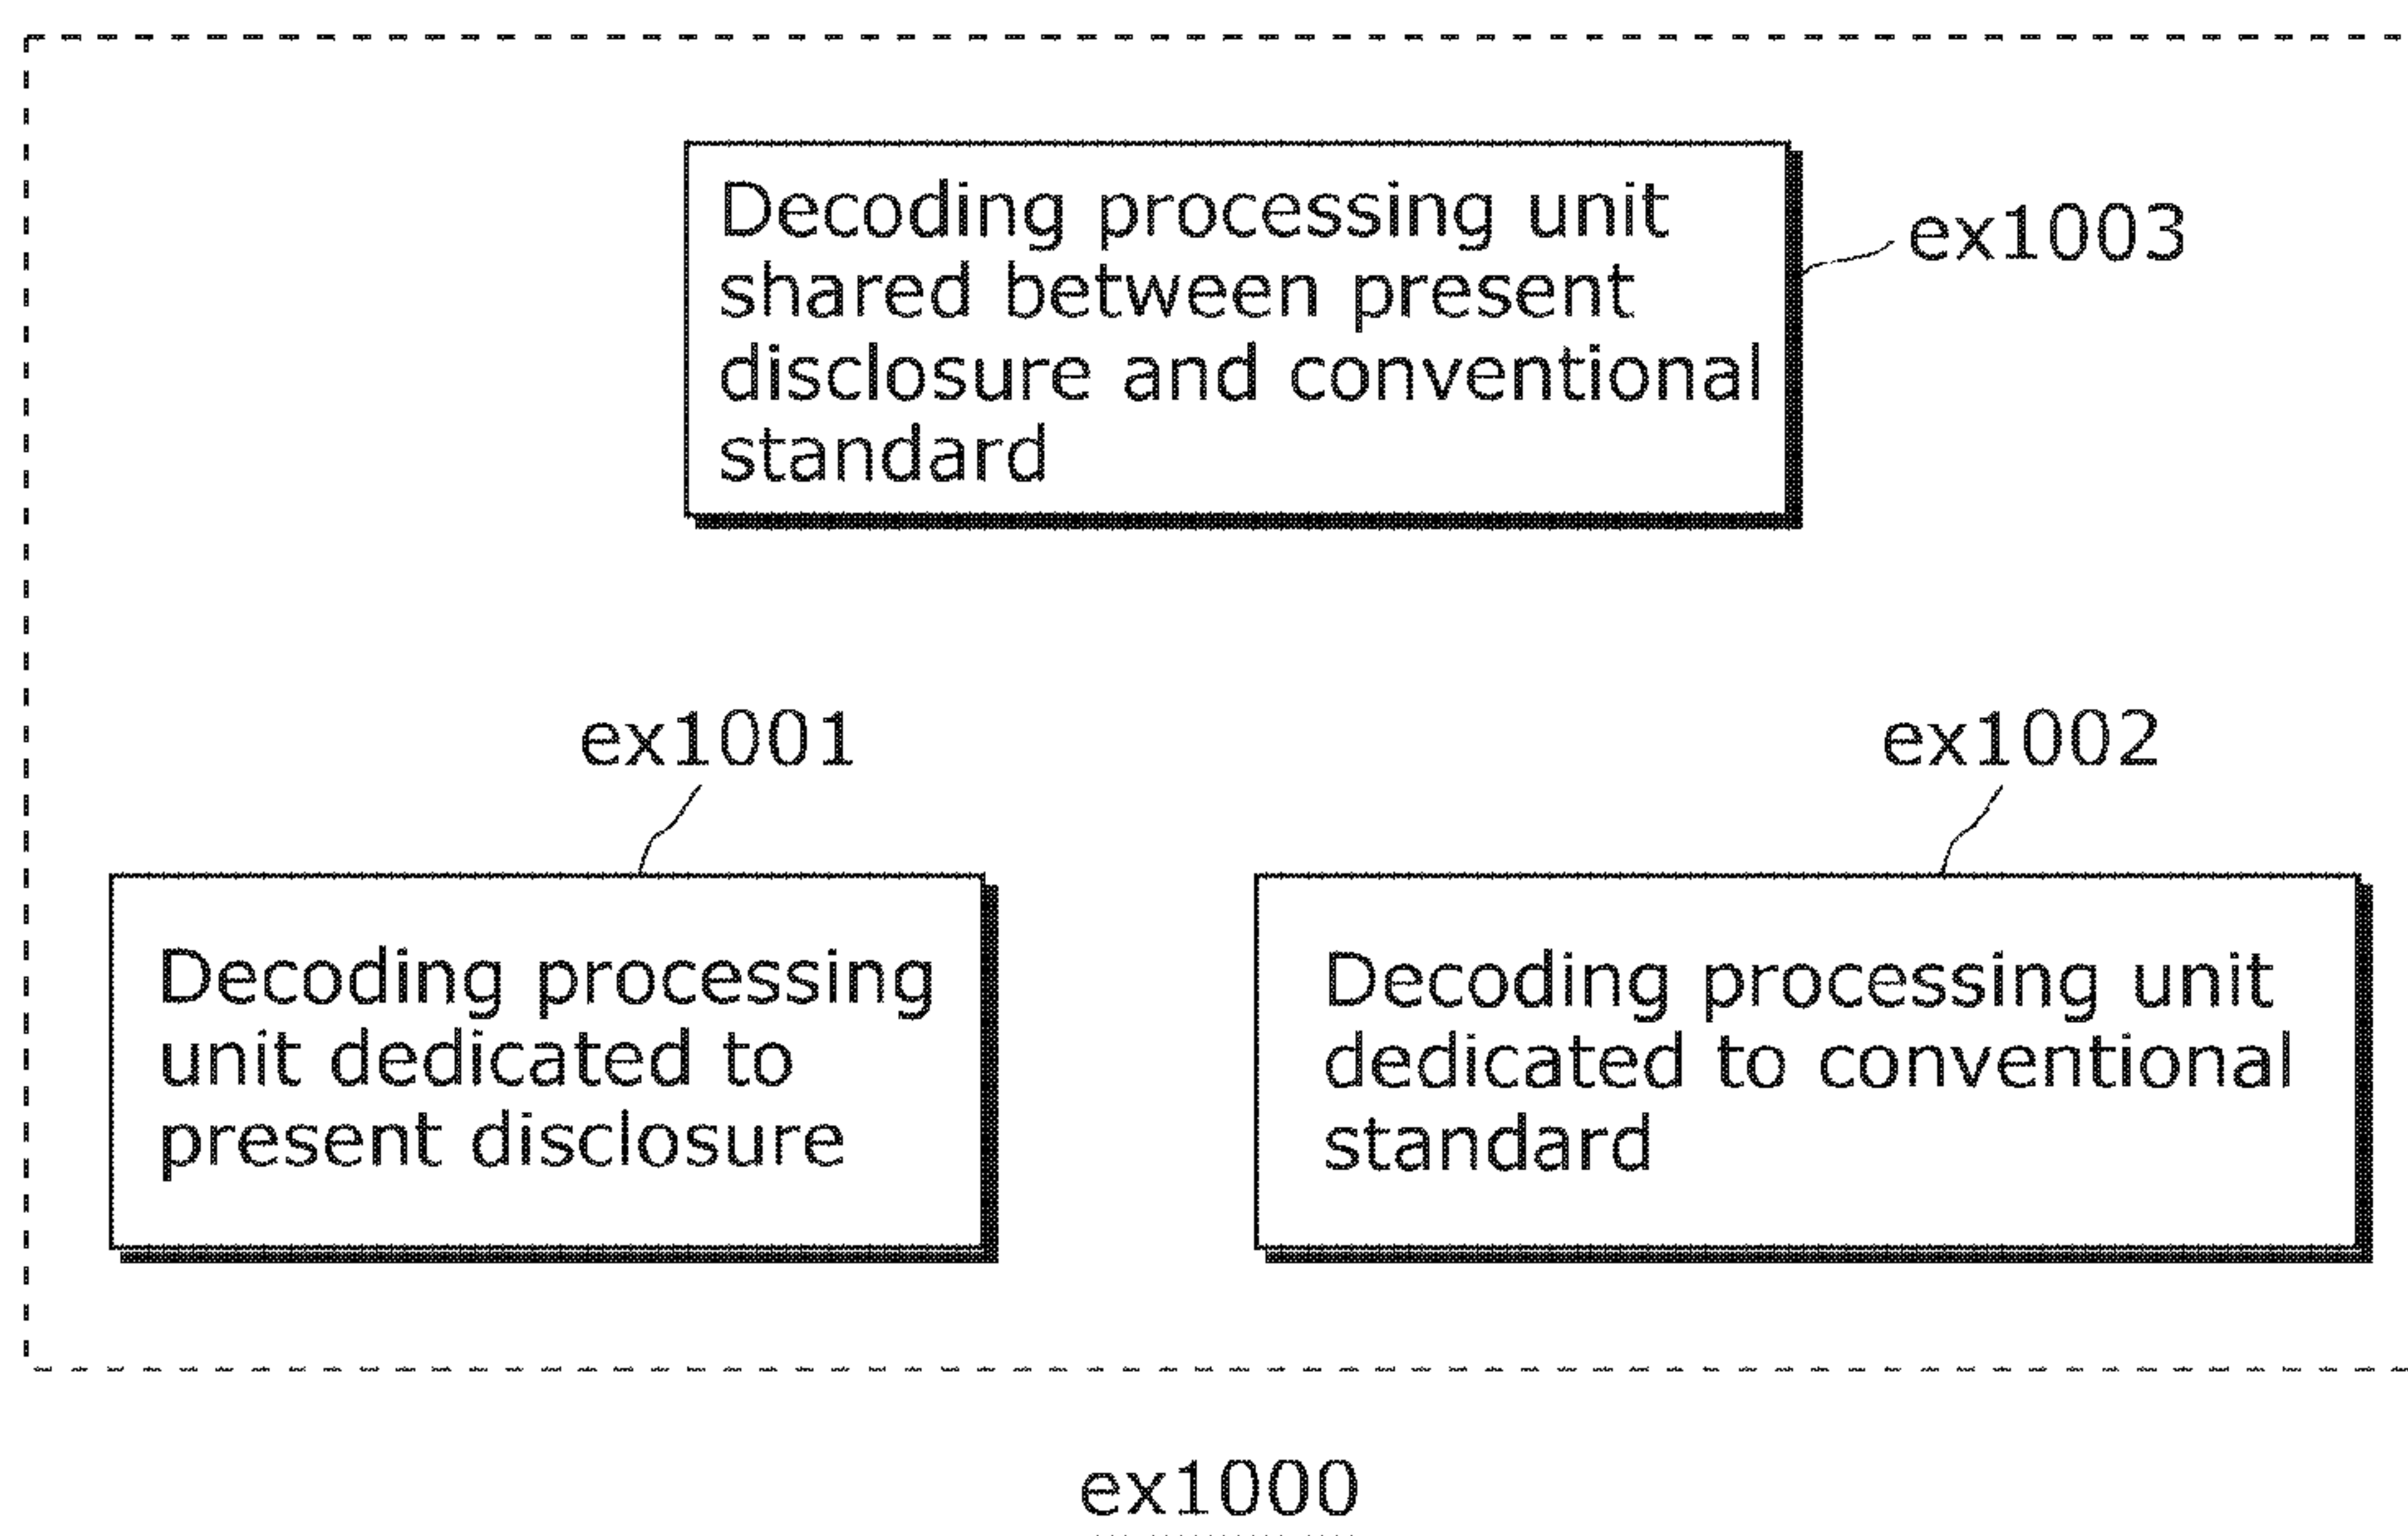 Decoding processing unit
shared between present
disclosure and conventional
standard
ex1003
ex1001
ex1002
Decoding processing
unit dedicated to
present disclosure
Decoding processing unit
dedicated to conventional
standard
ex1000